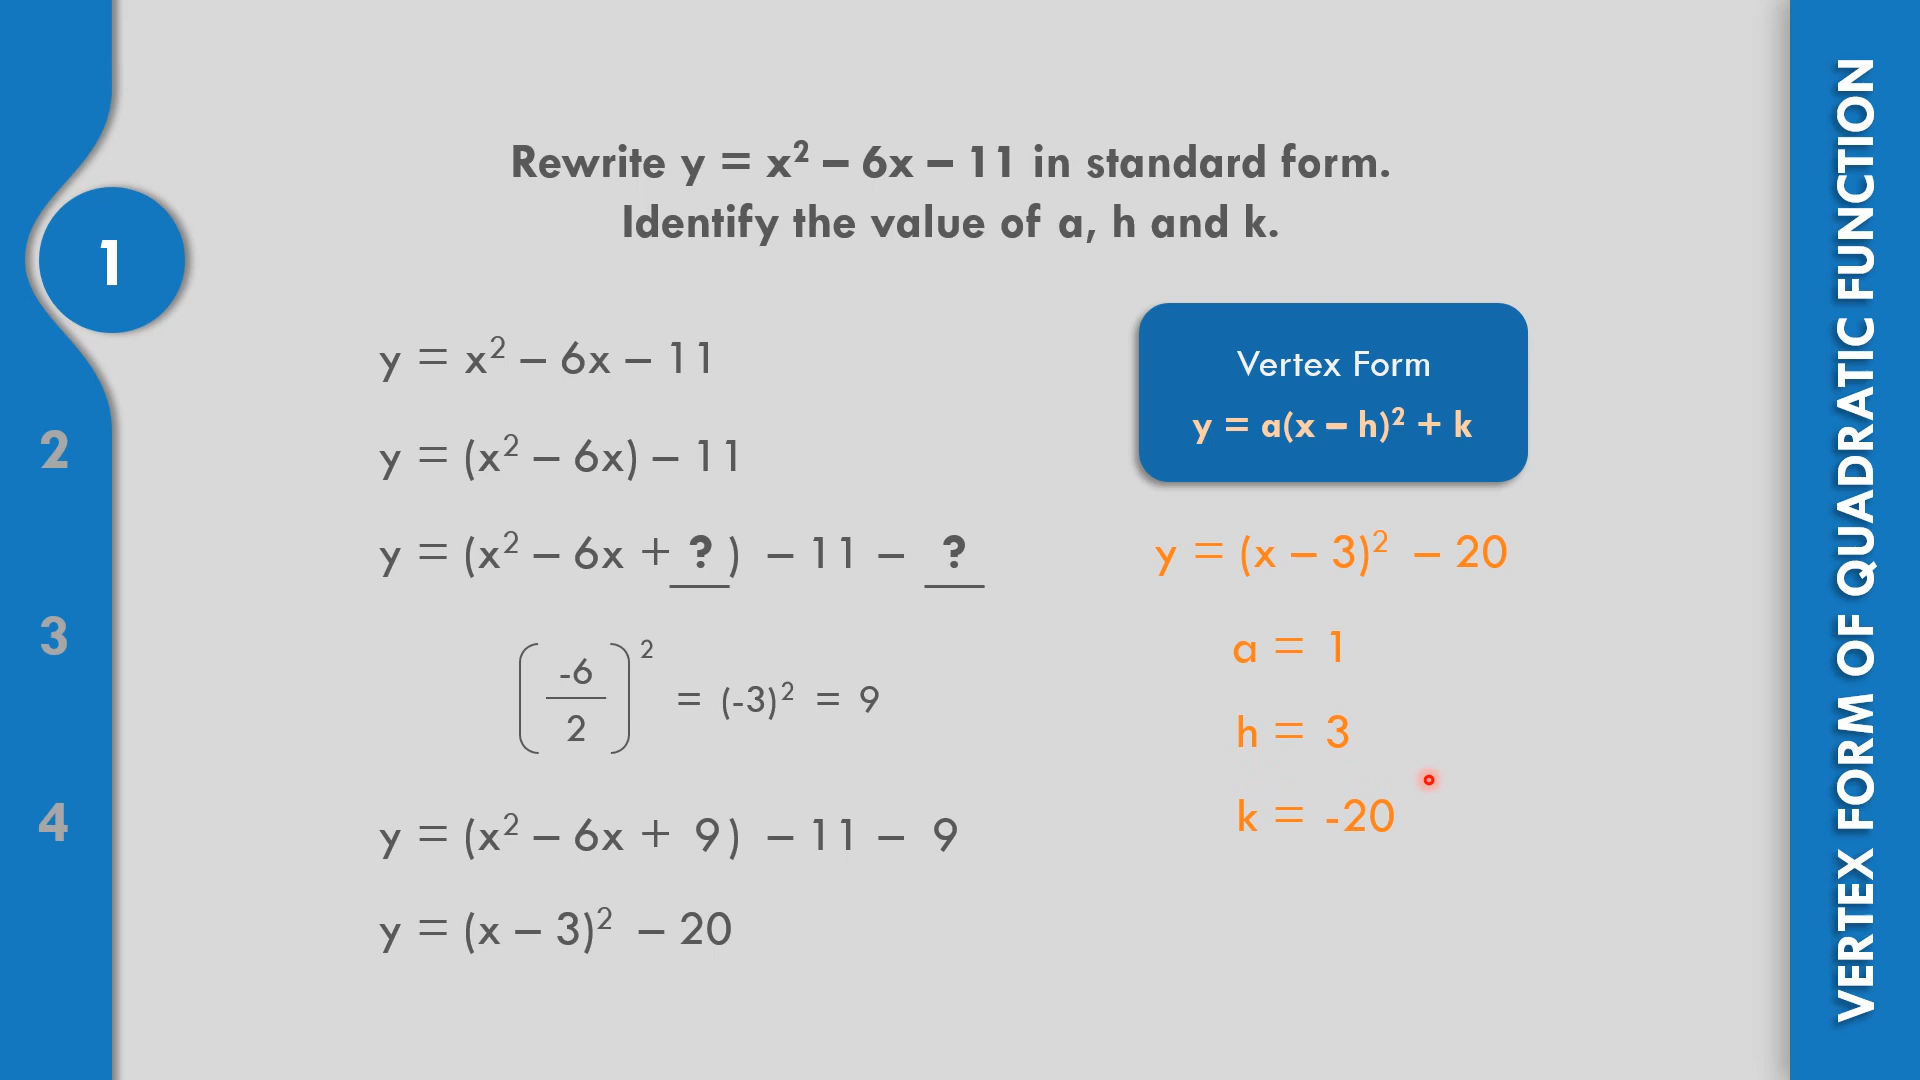 Rewrite y = x² – 6x – 11 in standard form.
Identify the value of a, h and k.
1
2
3
4
y = x² – 6x – 11
y = (x² – 6x) – 11
y = (x² – 6x + ? ) – 11 – ?
(-6/2)² = (-3)² = 9
y = (x² – 6x + 9) – 11 – 9
y = (x – 3)² – 20
Vertex Form
y = a(x – h)² + k
y = (x – 3)² – 20
a = 1
h = 3
k = -20
VERTEX FORM OF QUADRATIC FUNCTION